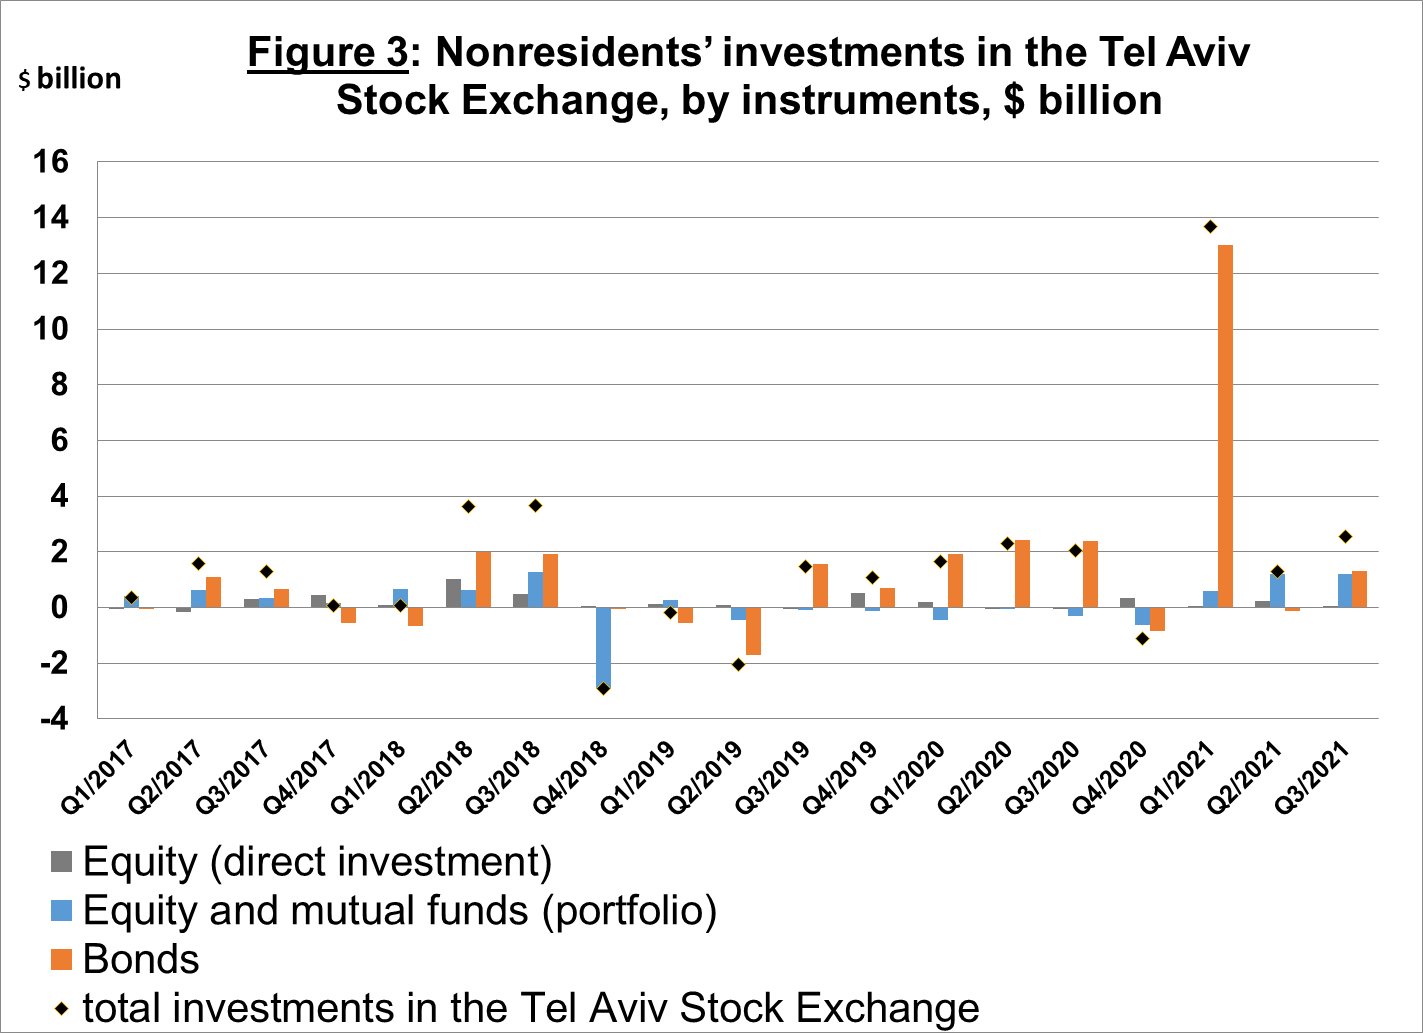 Figure 3: Nonresidents’ investments in the Tel Aviv
Stock Exchange, by instruments, $ billion
$ billion
16
14
12
10
8
6
4
2
0
-2
-4
Q1/2017
Q2/2017
Q3/2017
Q4/2017
Q1/2018
Q2/2018
Q3/2018
Q4/2018
Q1/2019
Q2/2019
Q3/2019
Q4/2019
Q1/2020
Q2/2020
Q3/2020
Q4/2020
Q1/2021
Q2/2021
Q3/2021
Equity (direct investment)
Equity and mutual funds (portfolio)
Bonds
total investments in the Tel Aviv Stock Exchange